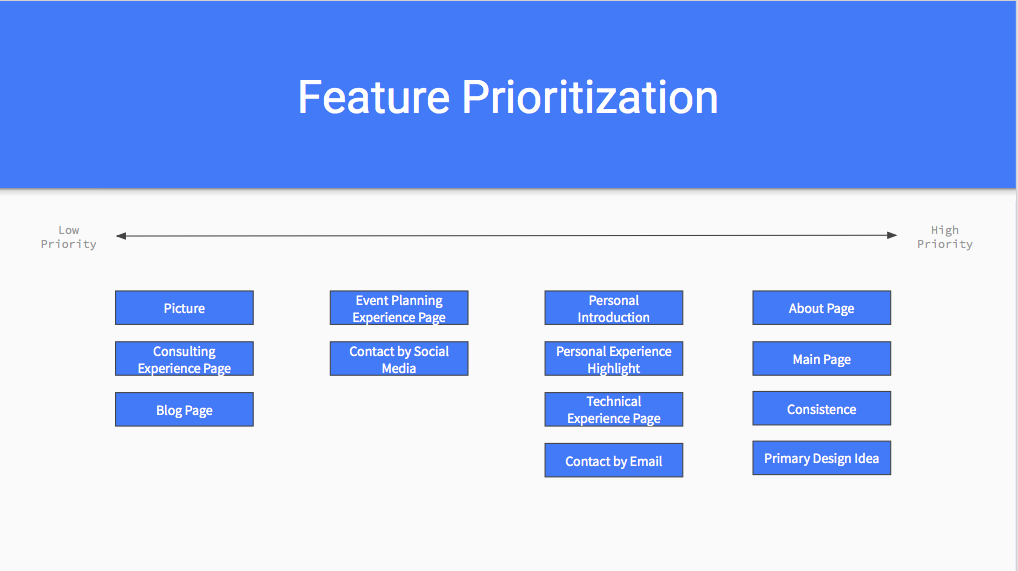 Feature Prioritization
Low
Priority
High
Priority
Picture
Event Planning
Experience Page
Personal
Introduction
About Page
Consulting
Experience Page
Contact by Social
Media
Personal Experience
Highlight
Main Page
Blog Page
Technical
Experience Page
Consistence
Contact by Email
Primary Design Idea